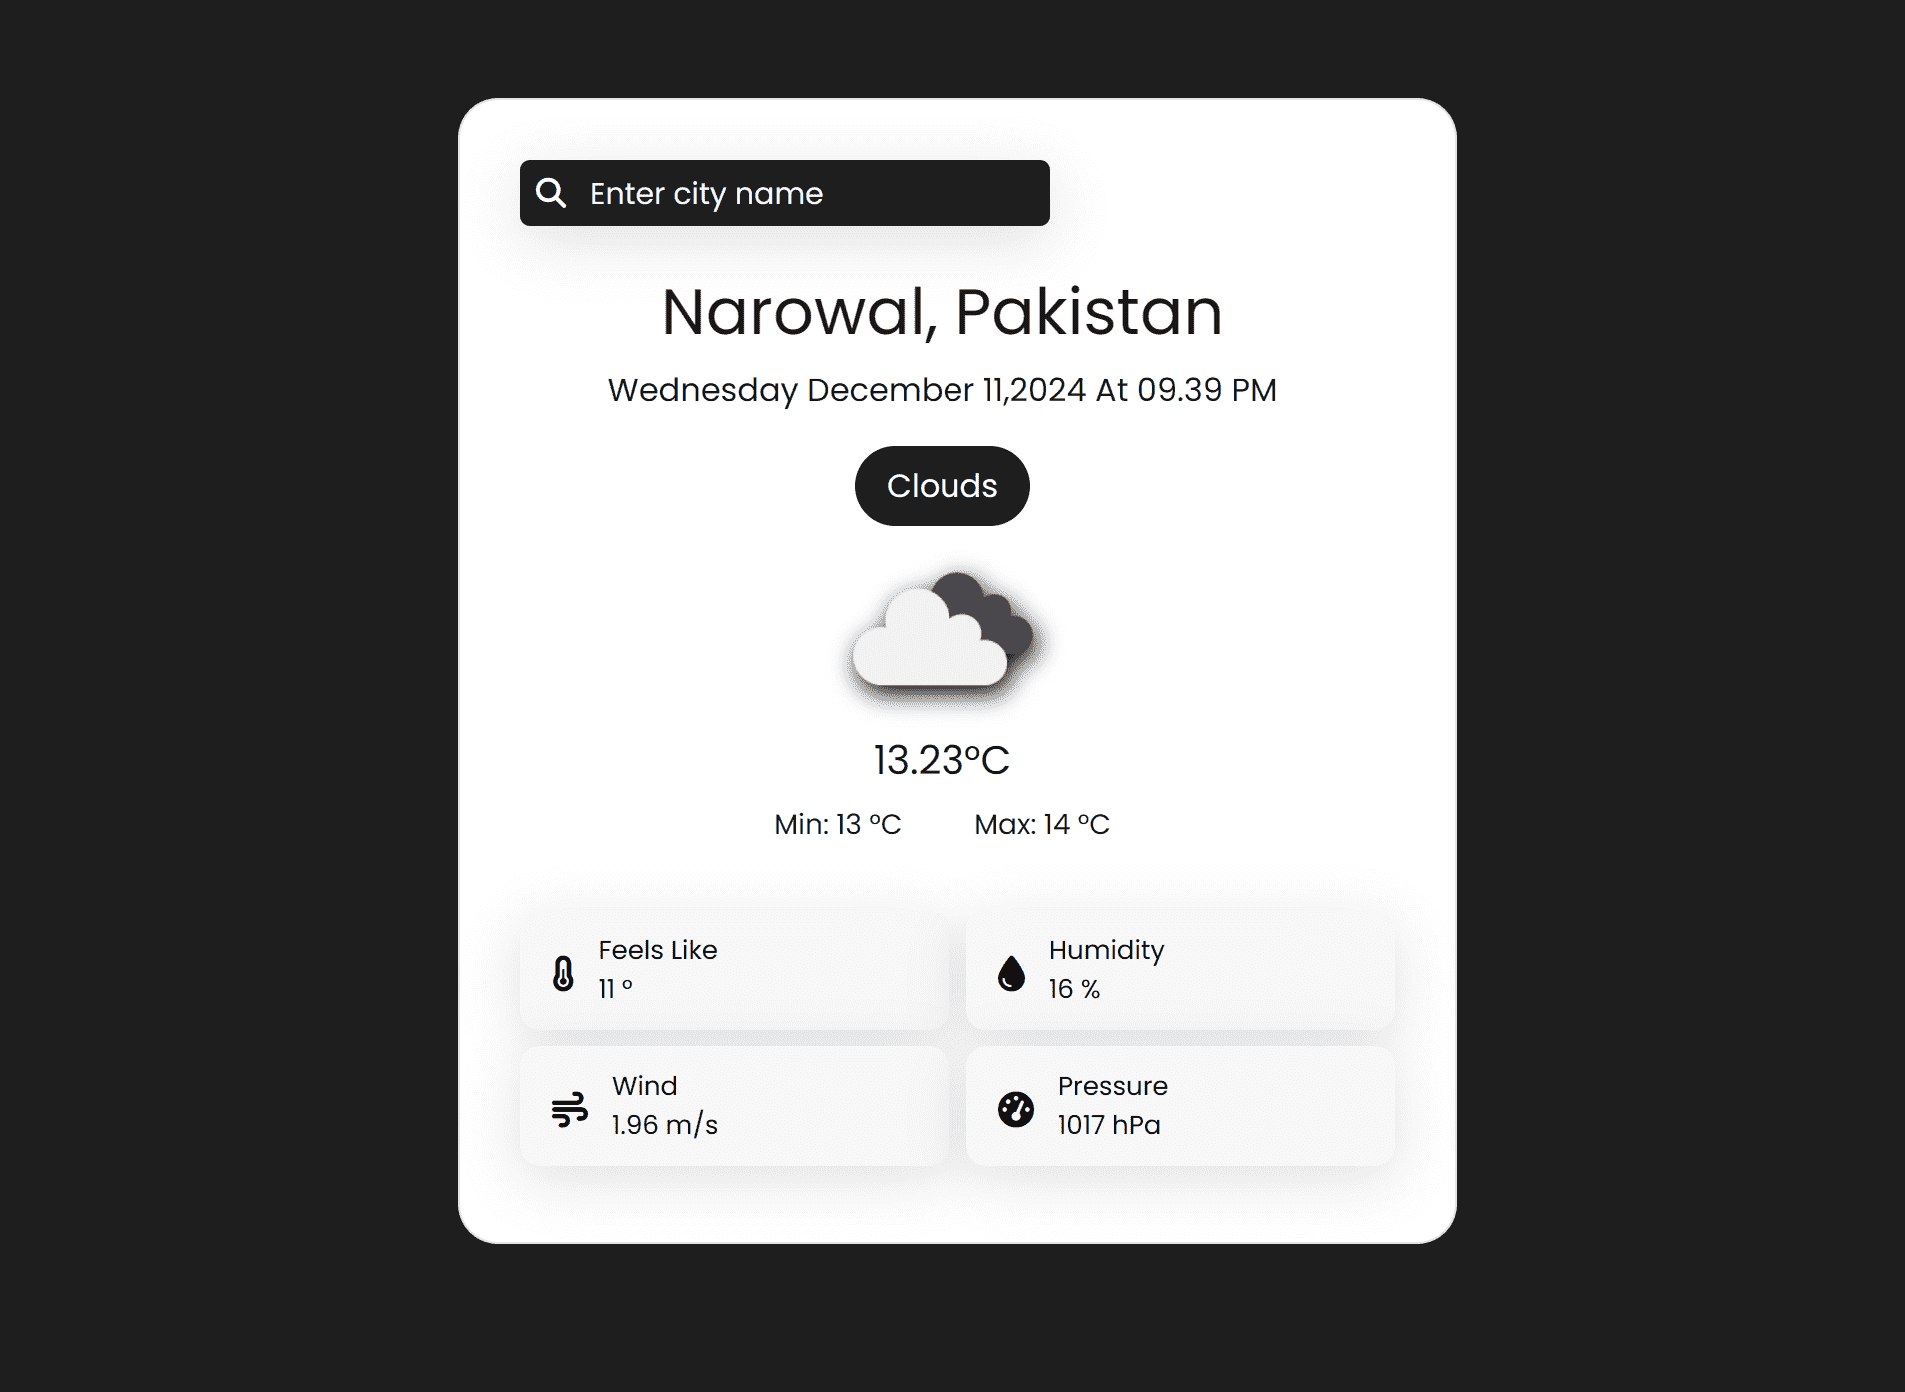 Enter city name
Narowal, Pakistan
Wednesday December 11,2024 At 09.39 PM
Clouds
13.23°C
Min: 13 °C Max: 14 °C
Feels Like
11 °
Humidity
16 %
Wind
1.96 m/s
Pressure
1017 hPa